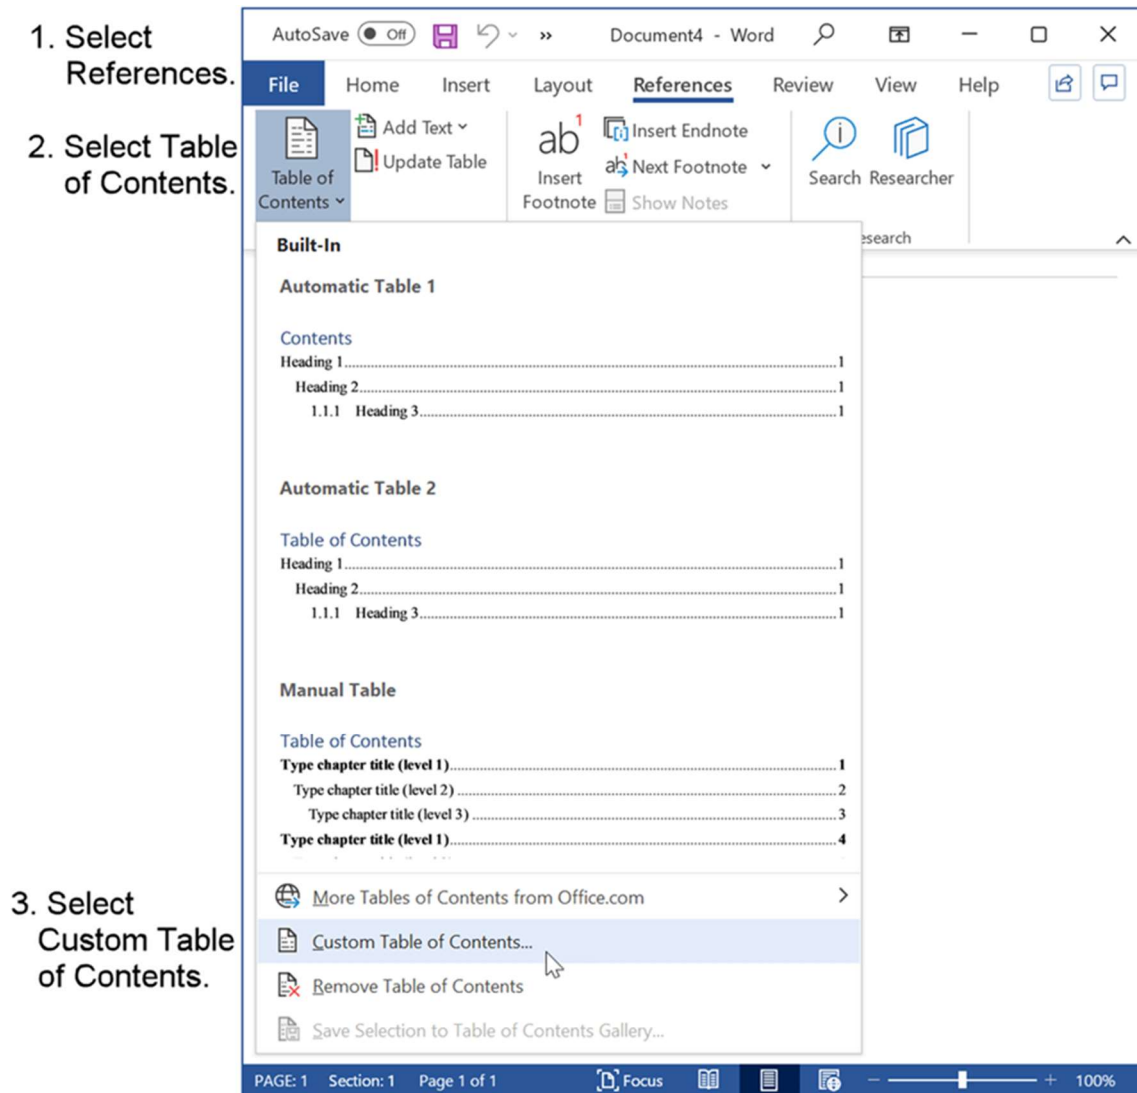 1. Select
References.
2. Select Table
of Contents.
3. Select
Custom Table
of Contents.
AutoSave Off Document4 - Word
File Home Insert Layout References Review View Help
Table of
Contents
Add Text
Update Table
ab1
Insert
Footnote
Insert Endnote
Next Footnote
Show Notes
Search Researcher
esearch
Built-In
Automatic Table 1
Contents
Heading 1 1
Heading 2 1
1.1.1 Heading 3 1
Automatic Table 2
Table of Contents
Heading 1 1
Heading 2 1
1.1.1 Heading 3 1
Manual Table
Table of Contents
Type chapter title (level 1) 1
Type chapter title (level 2) 2
Type chapter title (level 3) 3
Type chapter title (level 1) 4
More Tables of Contents from Office.com
Custom Table of Contents...
Remove Table of Contents
Save Selection to Table of Contents Gallery...
PAGE: 1 Section: 1 Page 1 of 1 Focus 100%